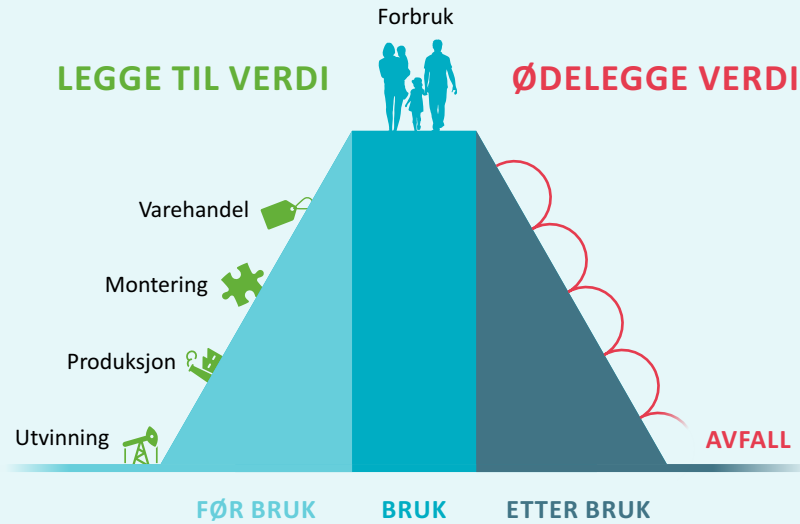 Forbruk
LEGGE TIL VERDI
ØDELEGGE VERDI
Varehandel
Montering
Produksjon
Utvinning
AVFALL
FØR BRUK
BRUK
ETTER BRUK